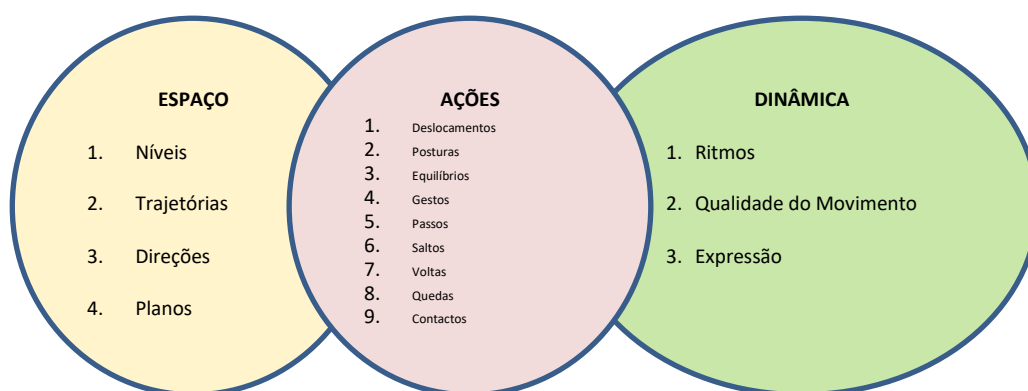 ESPAÇO
1. Níveis
2. Trajetórias
3. Direções
4. Planos
AÇÕES
1. Deslocamentos
2. Posturas
3. Equilíbrios
4. Gestos
5. Passos
6. Saltos
7. Voltas
8. Quedas
9. Contactos
DINÂMICA
1. Ritmos
2. Qualidade do Movimento
3. Expressão